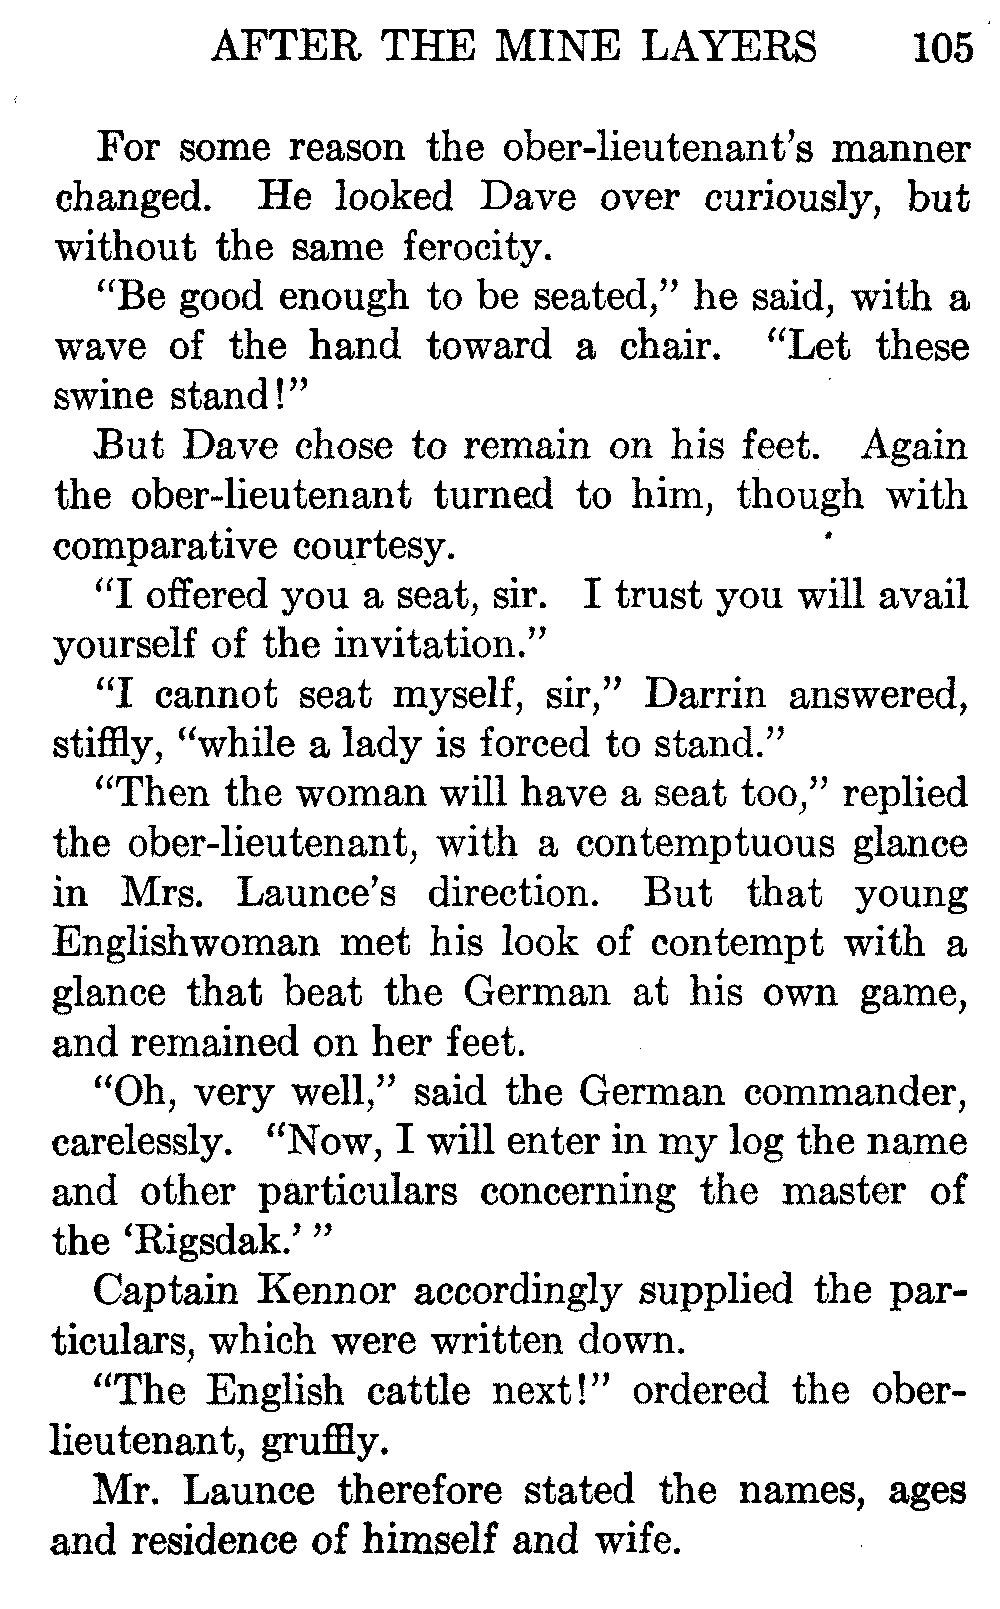 AFTER THE MINE LAYERS 105
For some reason the ober-lieutenant's manner
changed. He looked Dave over curiously, but
without the same ferocity.
"Be good enough to be seated," he said, with a
wave of the hand toward a chair. "Let these
swine stand!"
But Dave chose to remain on his feet. Again
the ober-lieutenant turned to him, though with
comparative courtesy.
"I offered you a seat, sir. I trust you will avail
yourself of the invitation."
"I cannot seat myself, sir," Darrin answered,
stiffly, "while a lady is forced to stand."
"Then the woman will have a seat too," replied
the ober-lieutenant, with a contemptuous glance
in Mrs. Launce's direction. But that young
Englishwoman met his look of contempt with a
glance that beat the German at his own game,
and remained on her feet.
"Oh, very well," said the German commander,
carelessly. "Now, I will enter in my log the name
and other particulars concerning the master of
the 'Rigsdak.' "
Captain Kennor accordingly supplied the par-
ticulars, which were written down.
"The English cattle next!" ordered the ober-
lieutenant, gruffly.
Mr. Launce therefore stated the names, ages
and residence of himself and wife.